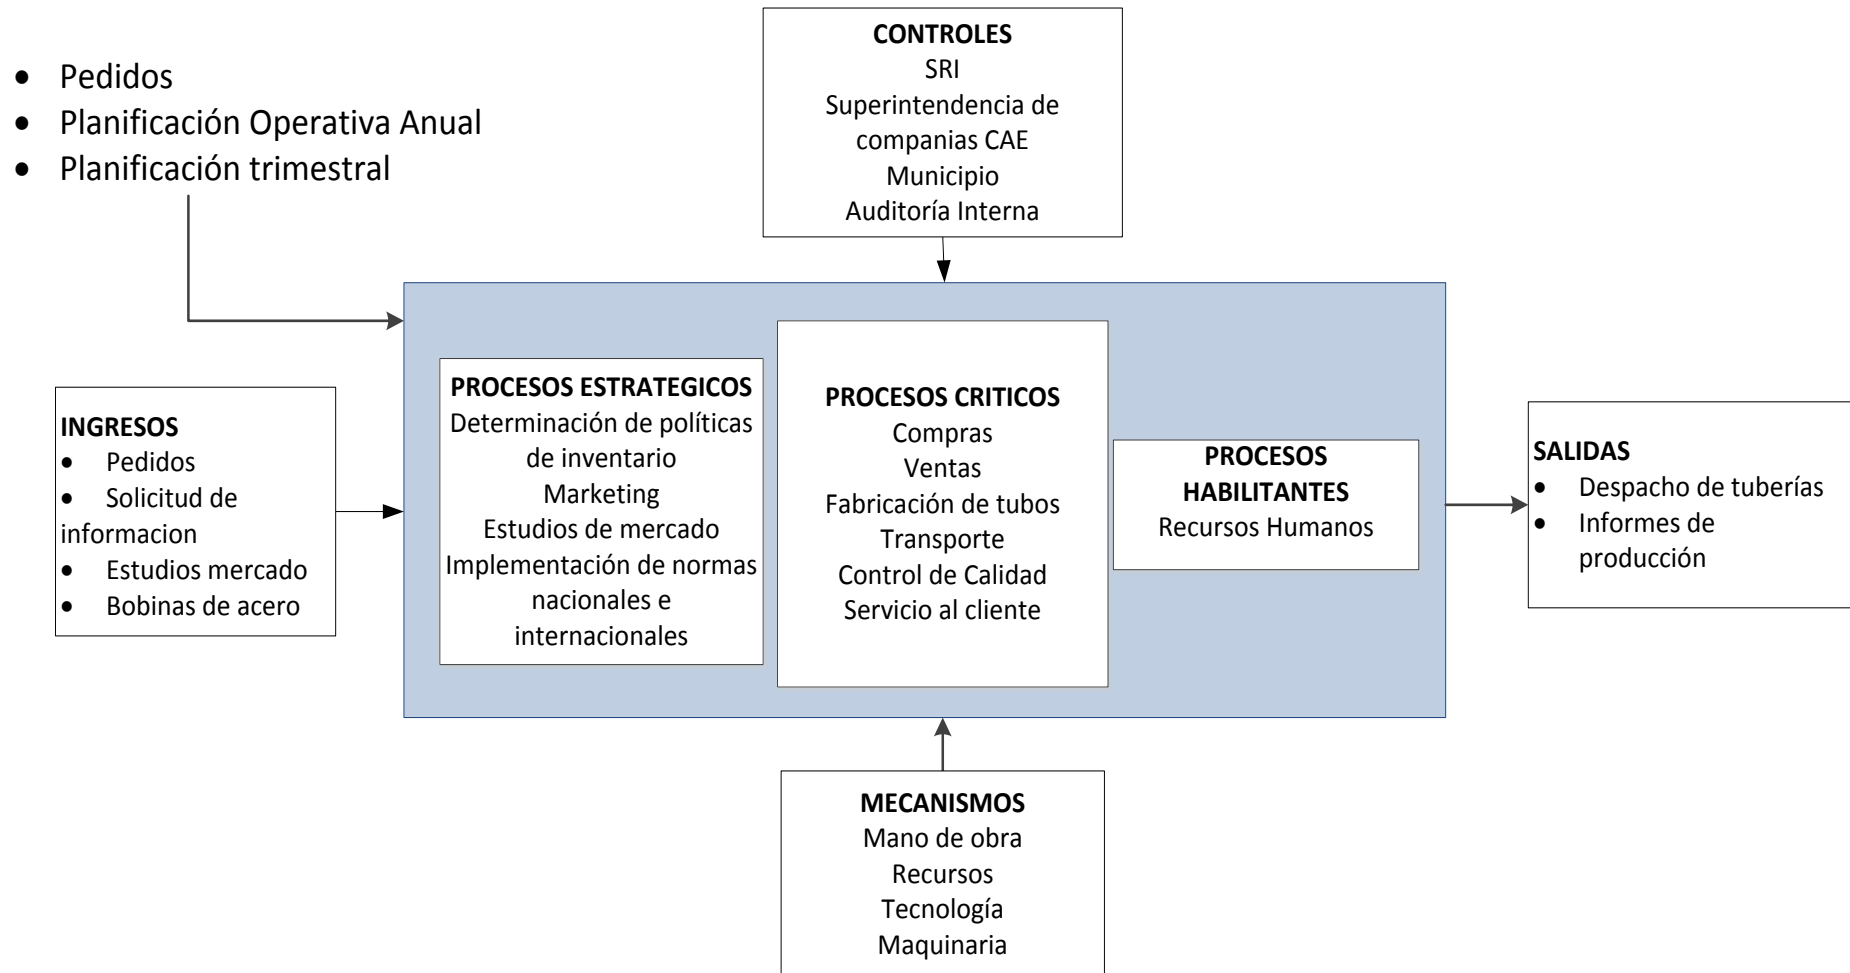 • Pedidos
• Planificación Operativa Anual
• Planificación trimestral
CONTROLES
SRI
Superintendencia de
companias CAE
Municipio
Auditoría Interna
INGRESOS
• Pedidos
• Solicitud de
informacion
• Estudios mercado
• Bobinas de acero
PROCESOS ESTRATEGICOS
Determinación de políticas
de inventario
Marketing
Estudios de mercado
Implementación de normas
nacionales e
internacionales
PROCESOS CRITICOS
Compras
Ventas
Fabricación de tubos
Transporte
Control de Calidad
Servicio al cliente
PROCESOS
HABILITANTES
Recursos Humanos
SALIDAS
• Despacho de tuberías
• Informes de
producción
MECANISMOS
Mano de obra
Recursos
Tecnología
Maquinaria